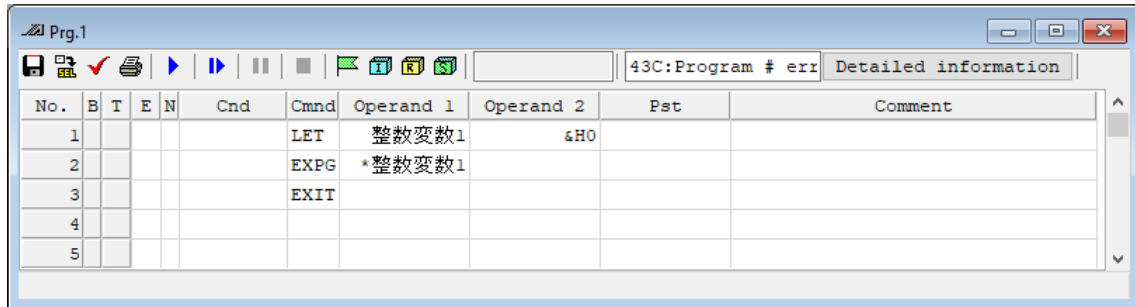 Prg.1
SEL I R S 43C:Program # err Detailed information
No. B T E N Cnd Cmnd Operand 1 Operand 2 Pst Comment
1 LET 整数変数1 &H0
2 EXPG *整数変数1
3 EXIT
4
5